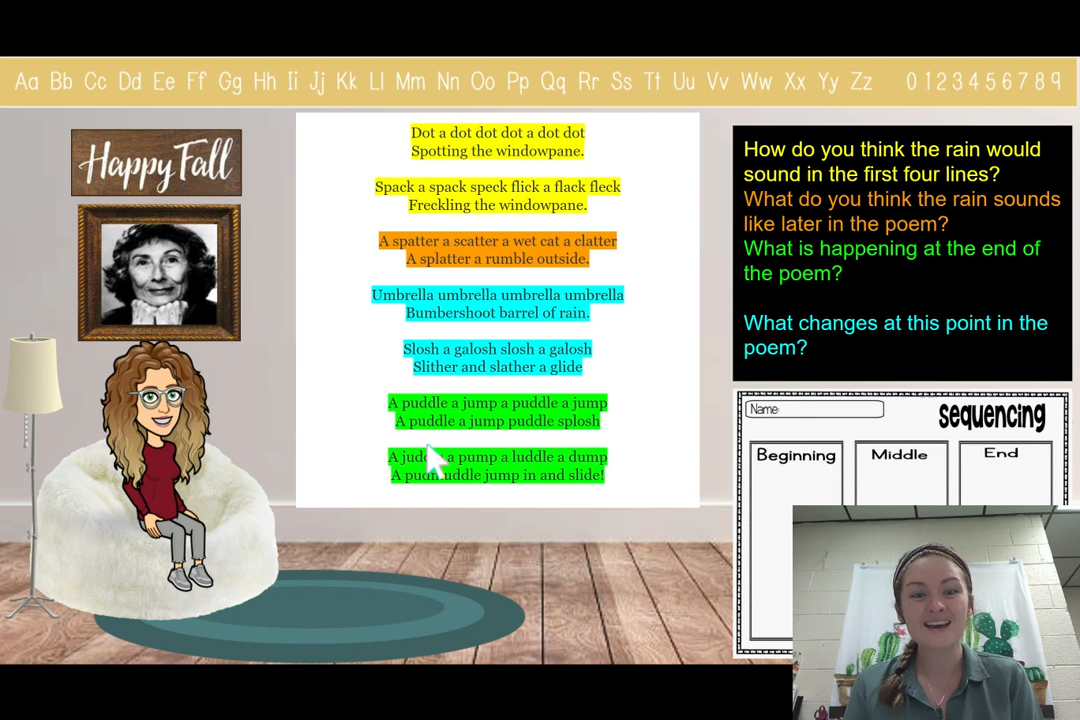 Aa Bb Cc Dd Ee Ff Gg Hh Ii Jj Kk Ll Mm Nn Oo Pp Qq Rr Ss Tt Uu Vv Ww Xx Yy Zz 0 1 2 3 4 5 6 7 8 9
Happy Fall
Dot a dot dot dot a dot dot
Spotting the windowpane.
Spack a spack speck flick a flack fleck
Freckling the windowpane.
A spatter a scatter a wet cat a clatter
A splatter a rumble outside.
Umbrella umbrella umbrella umbrella
Bumbershoot barrel of rain.
Slosh a galosh slosh a galosh
Slither and slather a glide
A puddle a jump a puddle a jump
A puddle a jump puddle splosh
A a pump a luddle a dump
A jump in and slide!
How do you think the rain would
sound in the first four lines?
What do you think the rain sounds
like later in the poem?
What is happening at the end of
the poem?
What changes at this point in the
poem?
Name:
Sequencing
Beginning
Middle
End